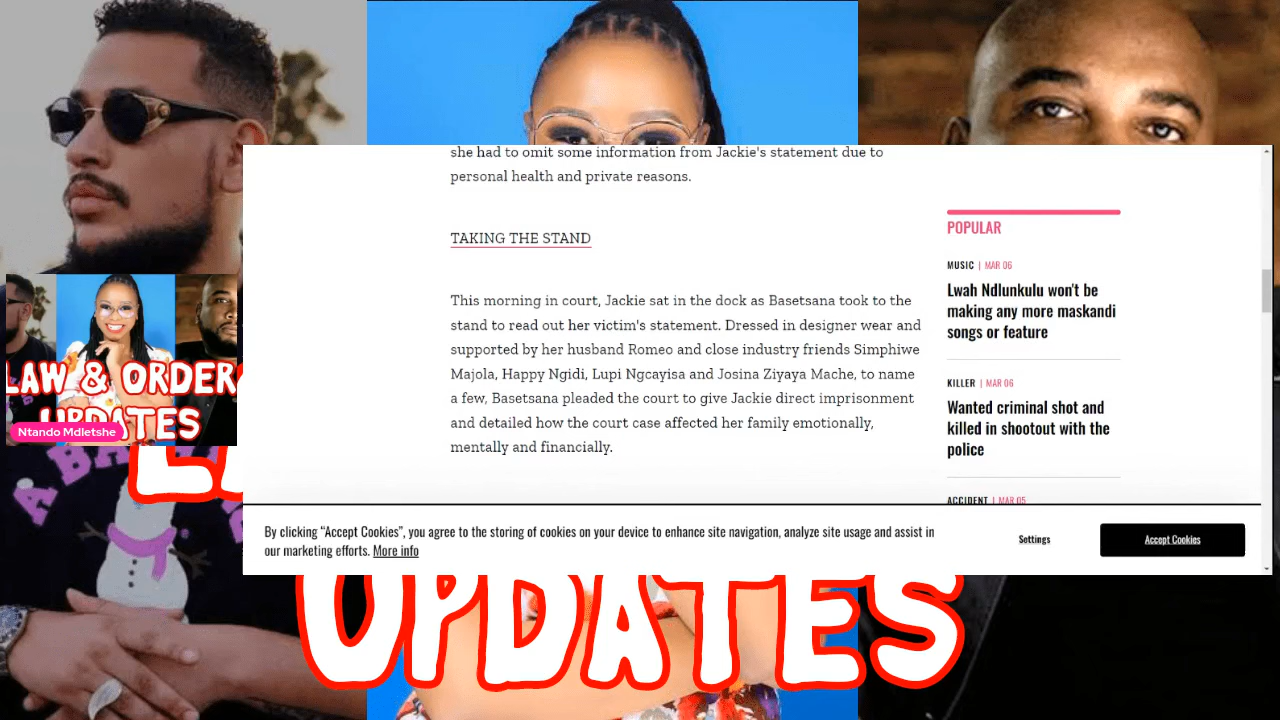 she had to omit some information from Jackie's statement due to
personal health and private reasons.
TAKING THE STAND
This morning in court, Jackie sat in the dock as Basetsana took to the
stand to read out her victim's statement. Dressed in designer wear and
supported by her husband Romeo and close industry friends Simphiwe
Majola, Happy Ngidi, Lupi Ngcayisa and Josina Ziyaya Mache, to name
a few, Basetsana pleaded the court to give Jackie direct imprisonment
and detailed how the court case affected her family emotionally,
mentally and financially.
POPULAR
MUSIC | MAR 06
Lwah Ndlunkulu won't be
making any more maskandi
songs or feature
KILLER | MAR 06
Wanted criminal shot and
killed in shootout with the
police
ACCIDENT | MAR 05
By clicking “Accept Cookies”, you agree to the storing of cookies on your device to enhance site navigation, analyze site usage and assist in
our marketing efforts. More info
Settings
Accept Cookies
LAW & ORDER
UPDATES
Ntando Mdletshe
A BA
UPDATES